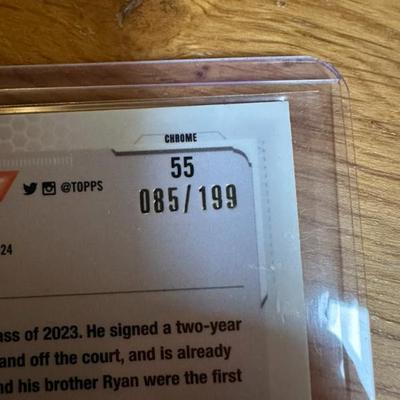 CHROME
55
@TOPPS
085/199
24
ass of 2023. He signed a two-year
and off the court, and is already
nd his brother Ryan were the first